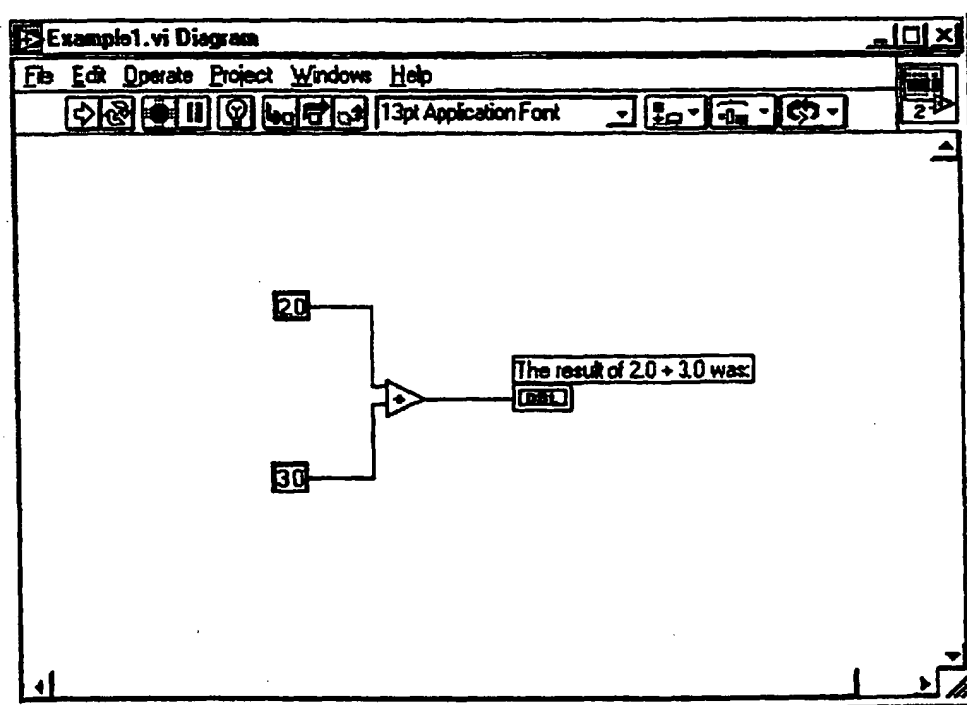 Example1.vi Diagram
File Edit Operate Project Windows Help
13pt Application Font
2
2.0
The result of 2.0 + 3.0 was:
DBL
3.0